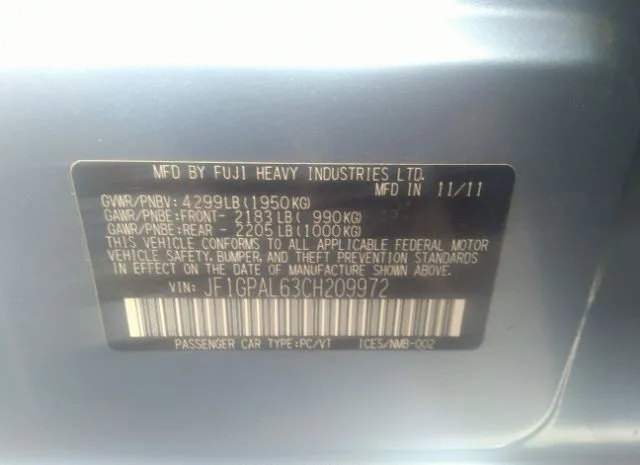 MFD BY FUJI HEAVY INDUSTRIES LTD.
MFD IN 11/11
GVWR/PNBV: 4299LB(1950KG)
GAWR/PNBE:FRONT- 2183LB( 990KG)
GAWR/PNBE:REAR - 2205LB(1000KG)
THIS VEHICLE CONFORMS TO ALL APPLICABLE FEDERAL MOTOR
VEHICLE SAFETY, BUMPER, AND THEFT PREVENTION STANDARDS
IN EFFECT ON THE DATE OF MANUFACTURE SHOWN ABOVE.
VIN: JF1GPAL63CH209972
PASSENGER CAR TYPE:PC/VT ICES/NMB-002